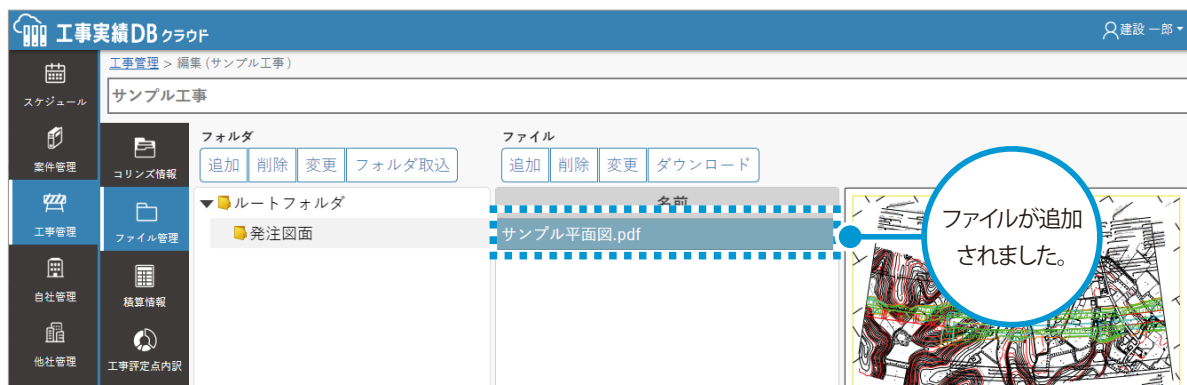 工事実績DB クラウド
建設 一郎
工事管理 > 編集 (サンプル工事)
サンプル工事
スケジュール
案件管理
工事管理
自社管理
他社管理
コリンズ情報
ファイル管理
積算情報
工事評定点内訳
フォルダ
追加 削除 変更 フォルダ取込
ルートフォルダ
発注図面
ファイル
追加 削除 変更 ダウンロード
名前
サンプル平面図.pdf
ファイルが追加
されました。